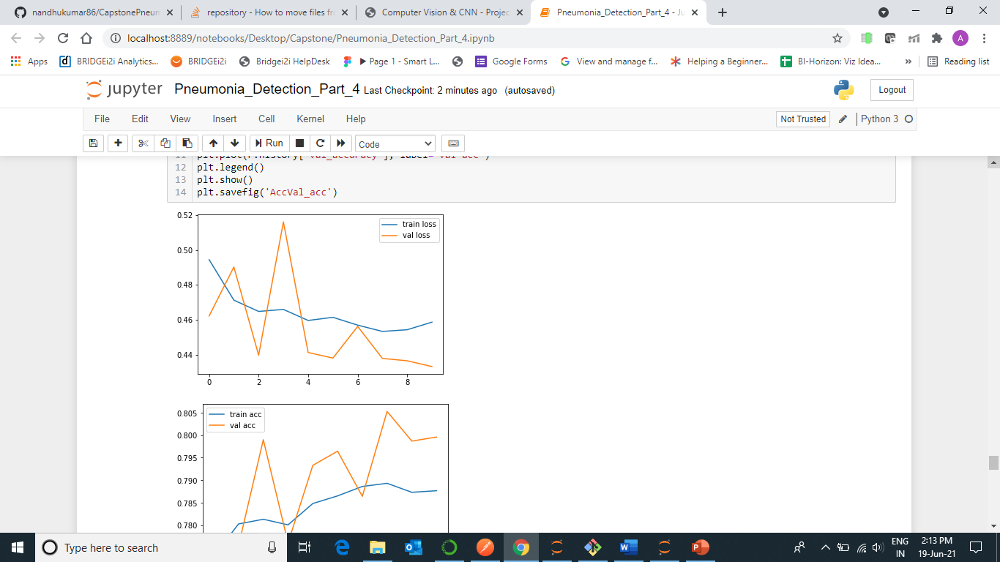 nandhukumar86/CapstonePneum
repository - How to move files fro
Computer Vision & CNN - Projec
Pneumonia_Detection_Part_4 - Ju
localhost:8889/notebooks/Desktop/Capstone/Pneumonia_Detection_Part_4.ipynb
A
Apps
BRIDGEi2i Analytics...
BRIDGEi2i
Bridgei2i HelpDesk
Page 1 - Smart L...
Google Forms
View and manage f...
Helping a Beginner...
BI-Horizon: Viz Idea...
»
Reading list
jupyter
Pneumonia_Detection_Part_4
Last Checkpoint: 2 minutes ago (autosaved)
Logout
File Edit View Insert Cell Kernel Help
Not Trusted
Python 3
Run
Code
11 plt.plot(r.history['val_accuracy'], label='val acc')
12 plt.legend()
13 plt.show()
14 plt.savefig('AccVal_acc')
0.52
0.50
0.48
0.46
0.44
0 2 4 6 8
train loss
val loss
0.805
0.800
0.795
0.790
0.785
0.780
train acc
val acc
Type here to search
ENG
IN
2:13 PM
19-Jun-21